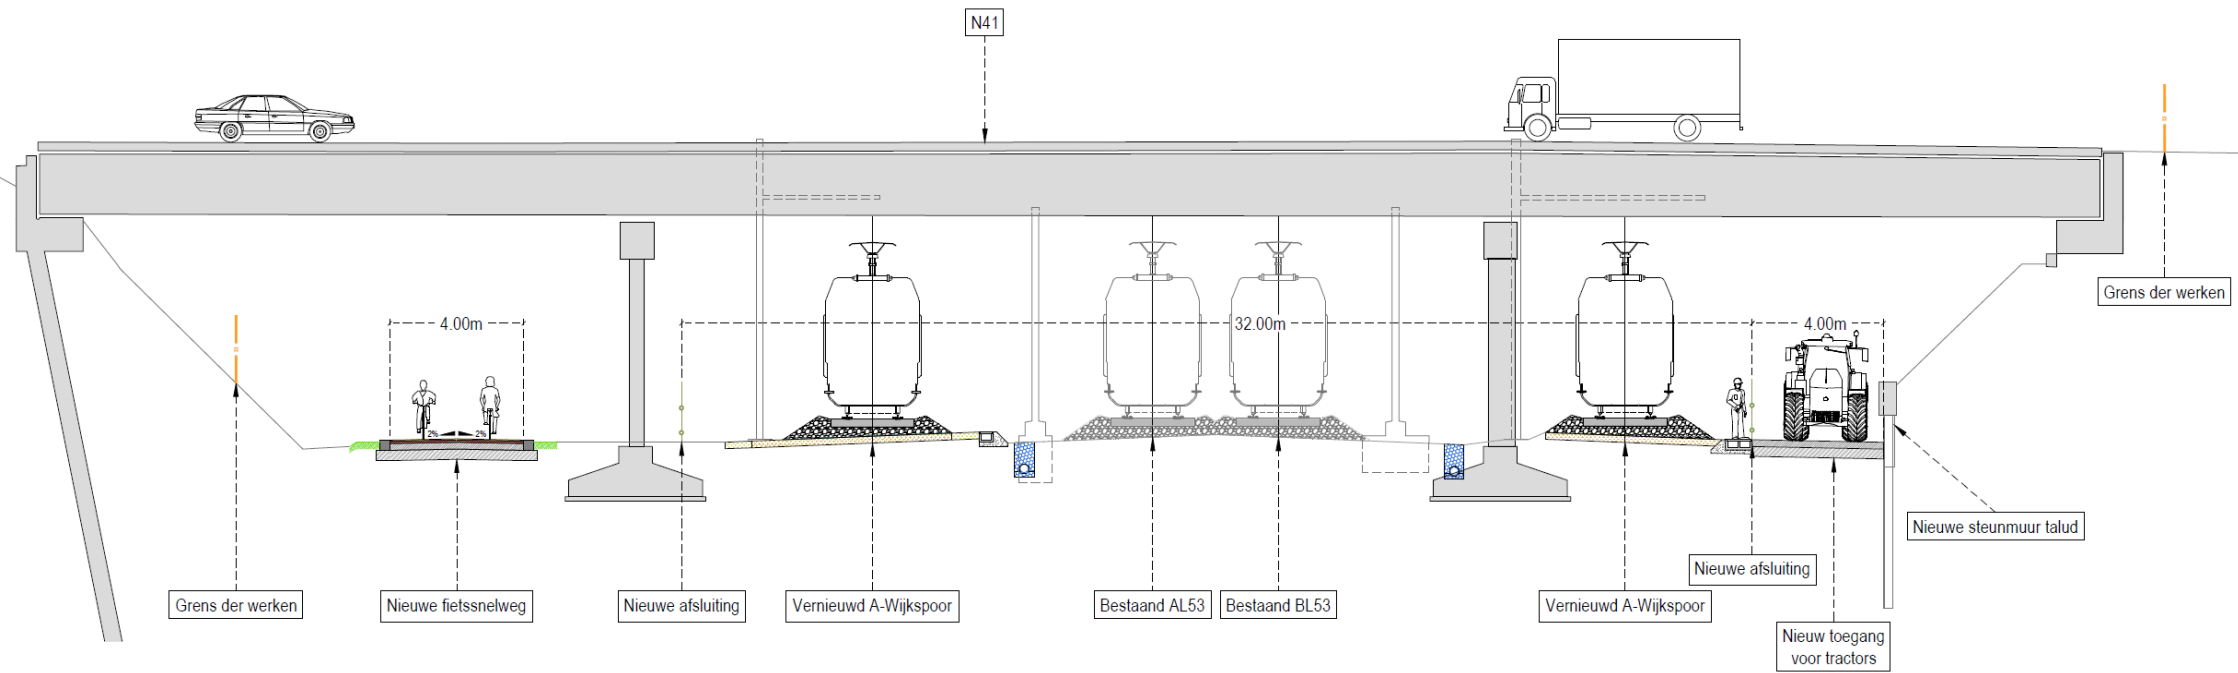 N41
Grens der werken
4.00m
32.00m
4.00m
2%
2%
Nieuwe steunmuur talud
Nieuwe afsluiting
Grens der werken
Nieuwe fietssnelweg
Nieuwe afsluiting
Vernieuwd A-Wijkspoor
Bestaand AL53
Bestaand BL53
Vernieuwd A-Wijkspoor
Nieuw toegang
voor tractors